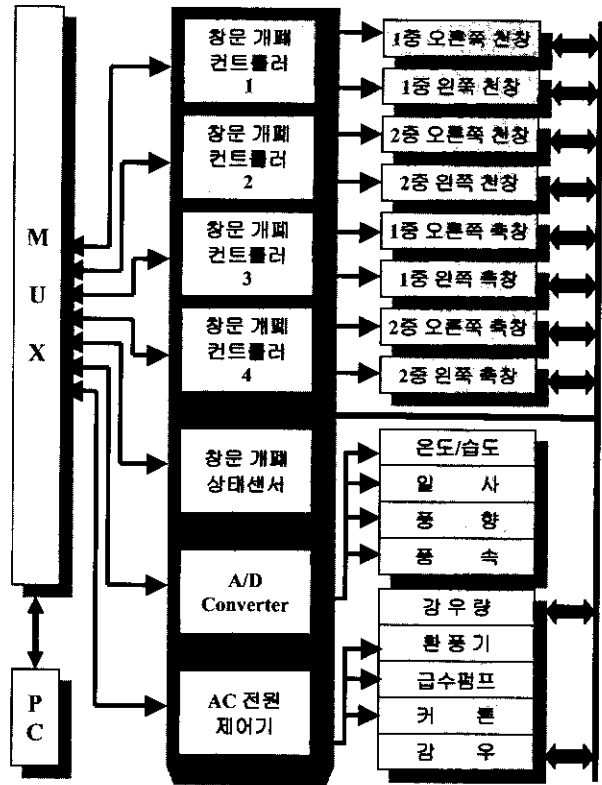 M
U
X
P
C
창문 개폐
컨트롤러
1
창문 개폐
컨트롤러
2
창문 개폐
컨트롤러
3
창문 개폐
컨트롤러
4
창문 개폐
상태센서
A/D
Converter
AC 전원
제어기
1중 오른쪽 천창
1중 왼쪽 천창
2중 오른쪽 천창
2중 왼쪽 천창
1중 오른쪽 측창
1중 왼쪽 측창
2중 오른쪽 측창
2중 왼쪽 측창
온도/습도
일 사
풍 향
풍 속
강 우 량
환 풍 기
급수펌프
커 튼
감 우